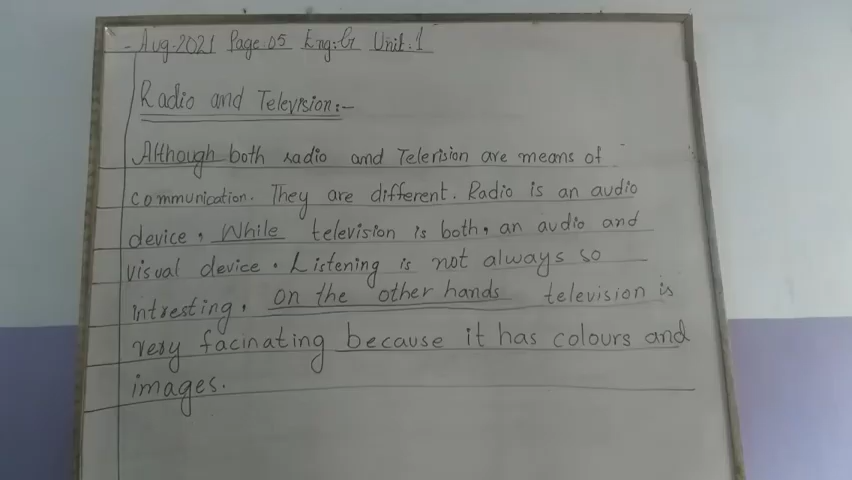 Aug-2021 Page:05 Eng:G Unit:1
Radio and Television:-
Although both radio and Television are means of
communication. They are different. Radio is an audio
device, While television is both, an audio and
visual device. Listening is not always so
intresting. On the other hands television is
very facinating because it has colours and
images.